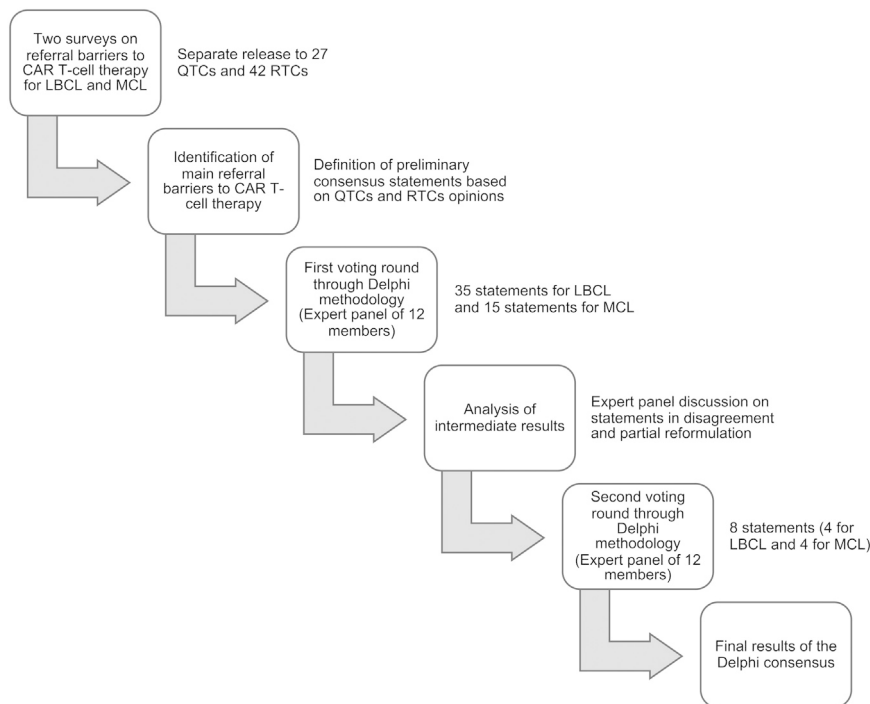 Two surveys on
referral barriers to
CAR T-cell therapy
for LBCL and MCL
Separate release to 27
QTCs and 42 RTCs
Identification of
main referral
barriers to CAR T-
cell therapy
Definition of preliminary
consensus statements based
on QTCs and RTCs opinions
First voting round
through Delphi
methodology
(Expert panel of 12
members)
35 statements for LBCL
and 15 statements for MCL
Analysis of
intermediate results
Expert panel discussion on
statements in disagreement
and partial reformulation
Second voting
round through
Delphi
methodology
(Expert panel of 12
members)
8 statements (4 for
LBCL and 4 for MCL)
Final results of the
Delphi consensus